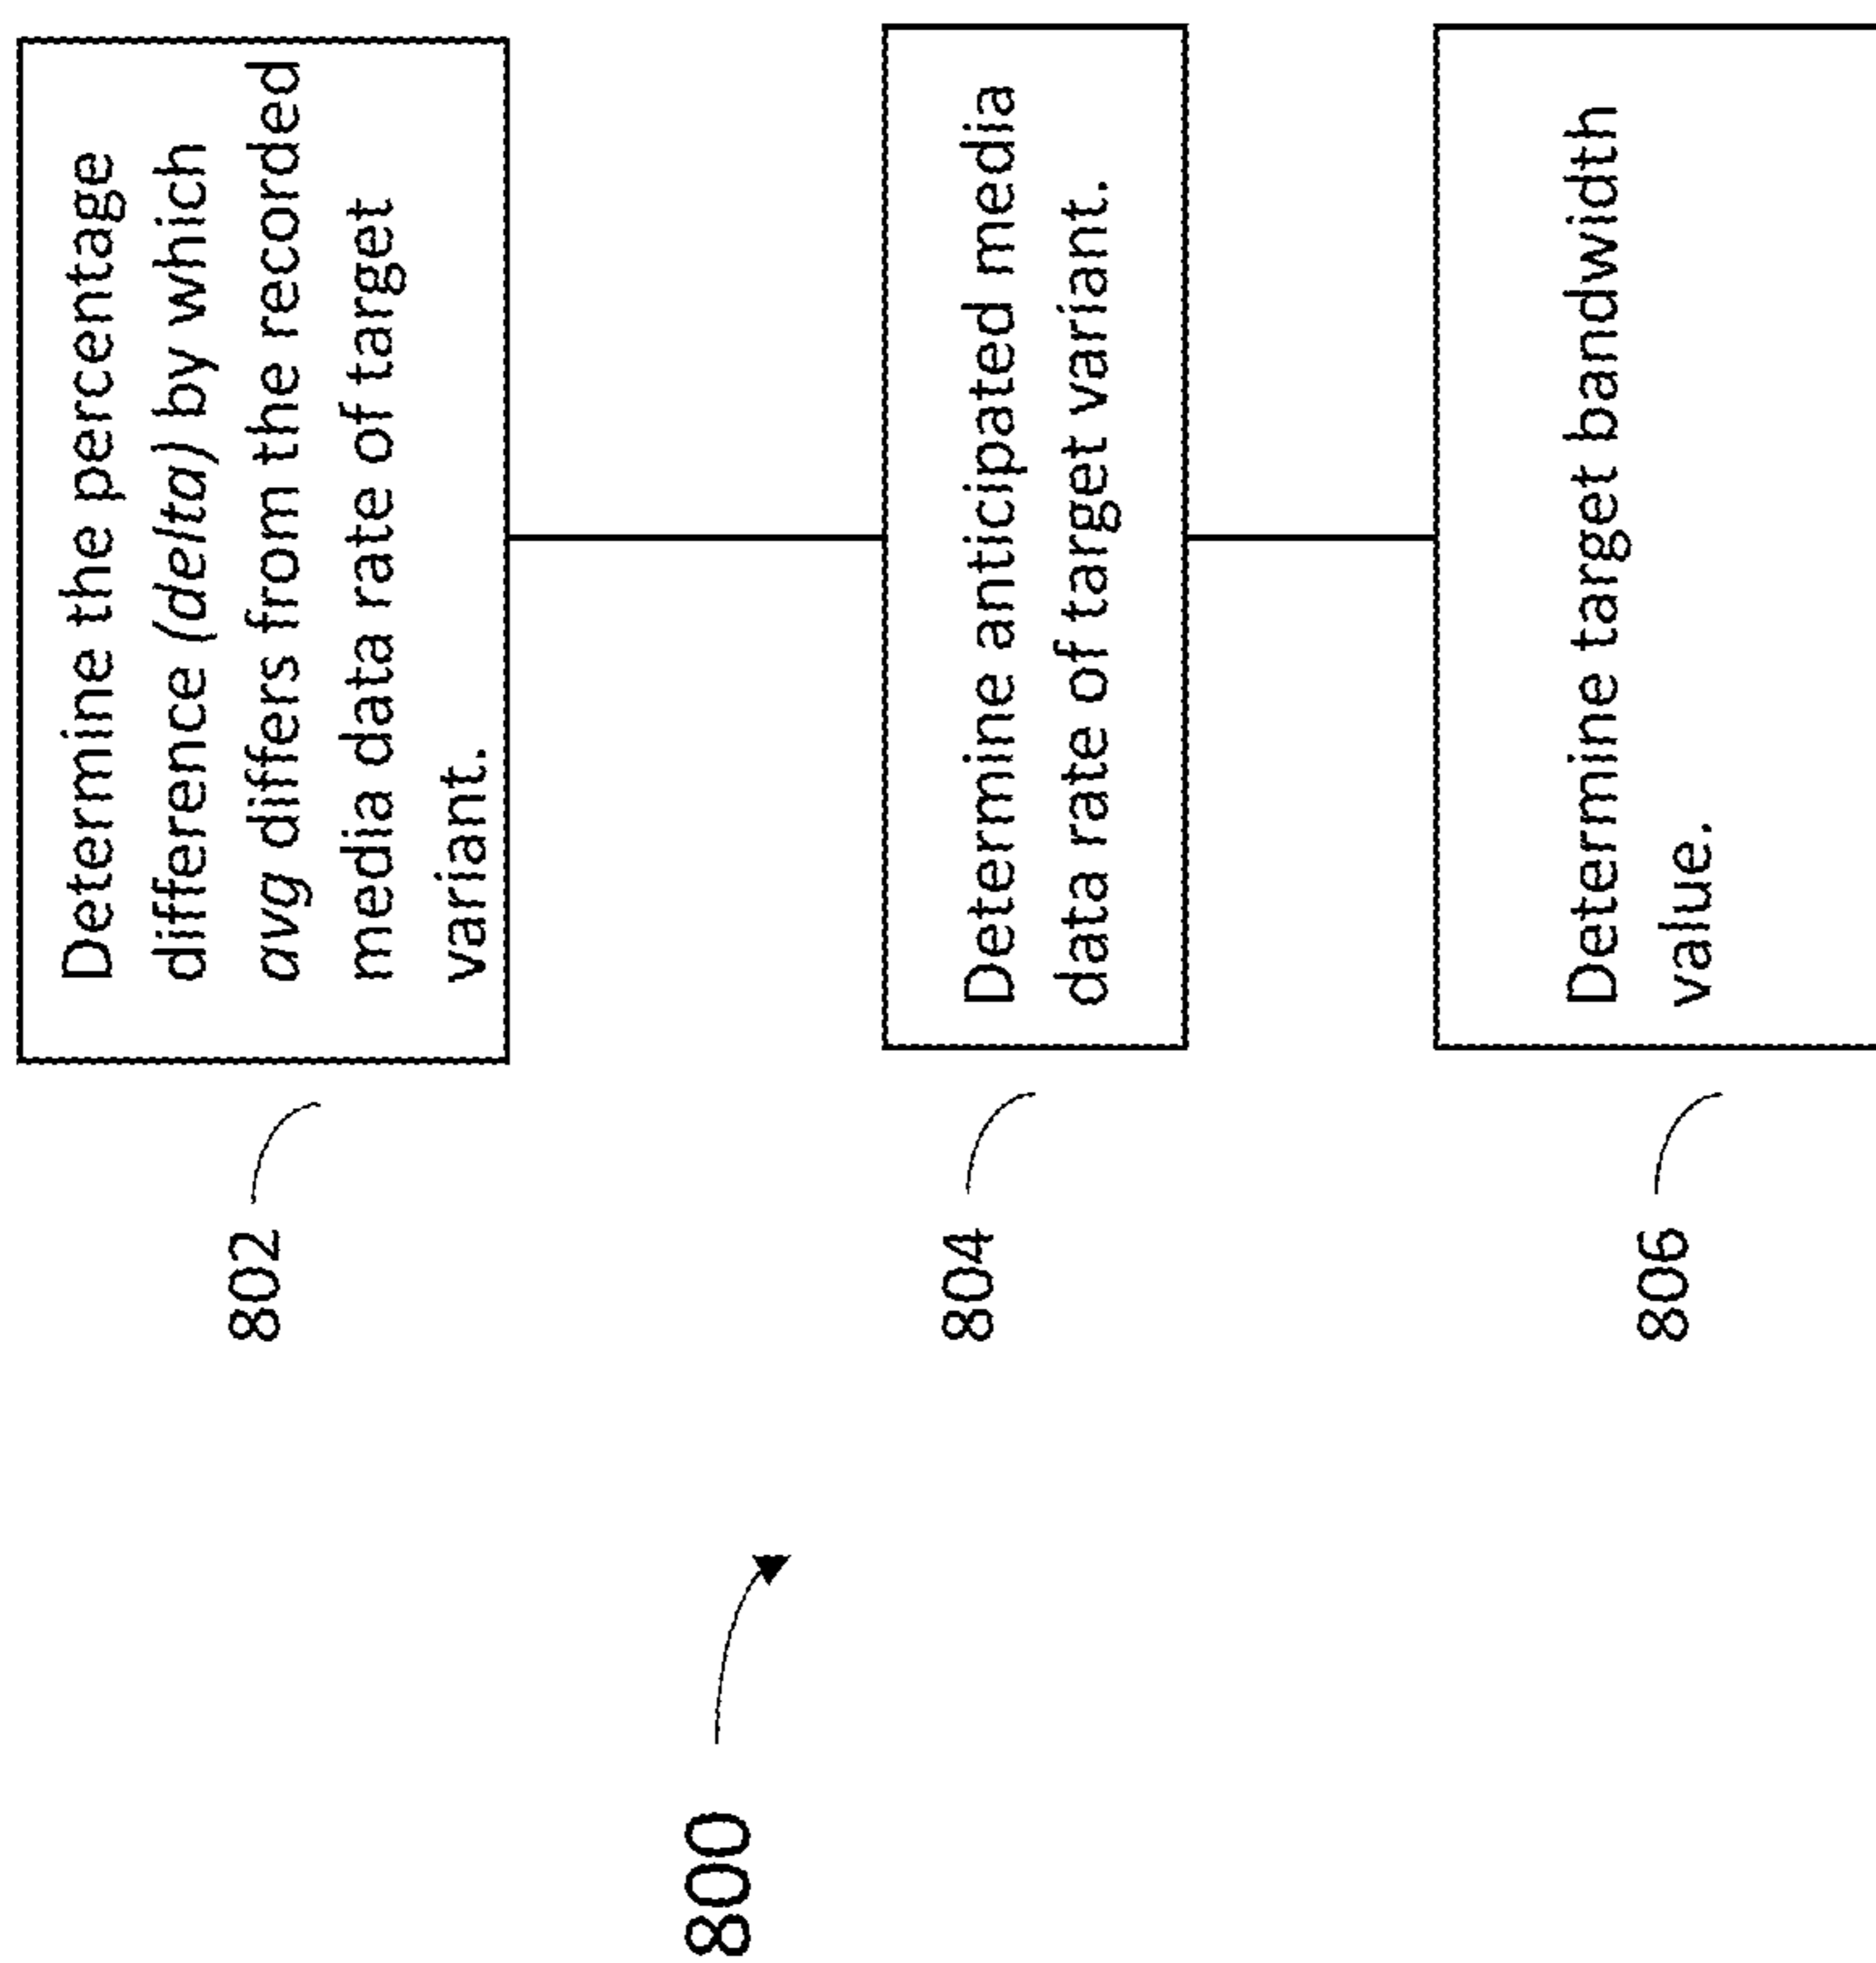 800
802
Determine the percentage
difference (delta) by which
avg differs from the recorded
media data rate of target
variant.
804
Determine anticipated media
data rate of target variant.
806
Determine target bandwidth
value.